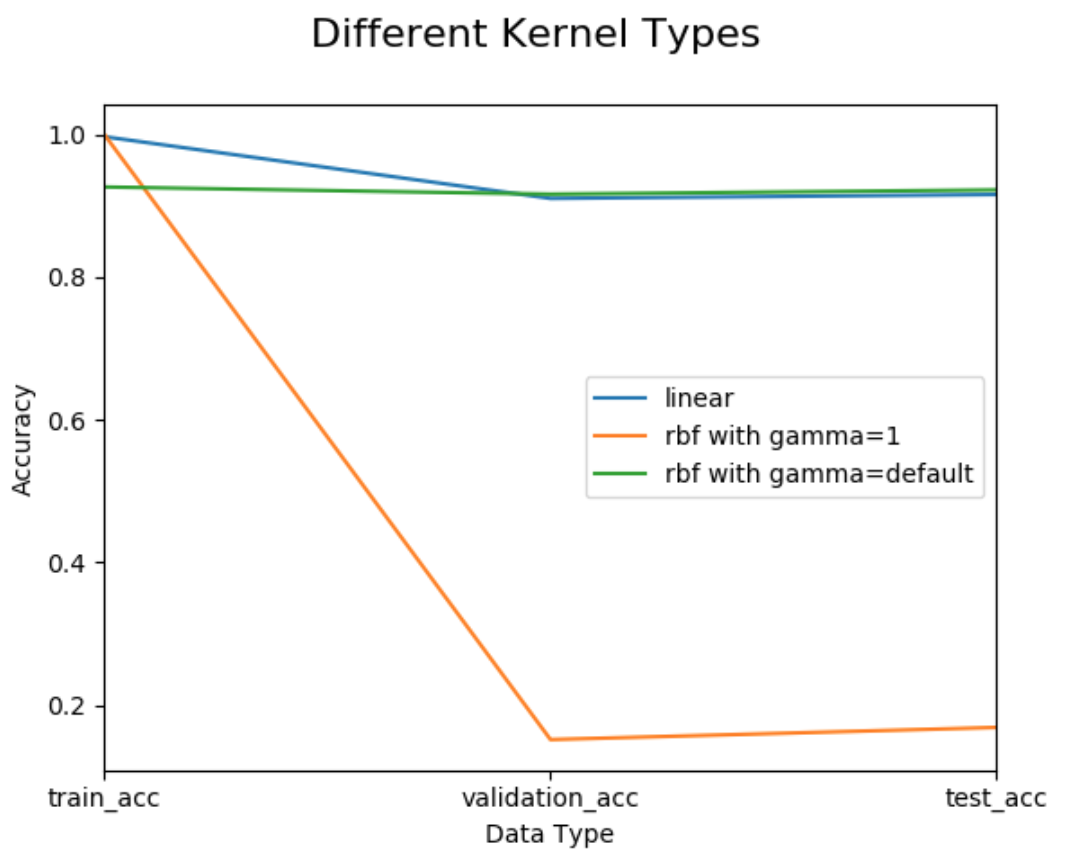 Different Kernel Types
1.0
0.8
0.6
0.4
0.2
Accuracy
linear
rbf with gamma=1
rbf with gamma=default
train_acc validation_acc test_acc
Data Type